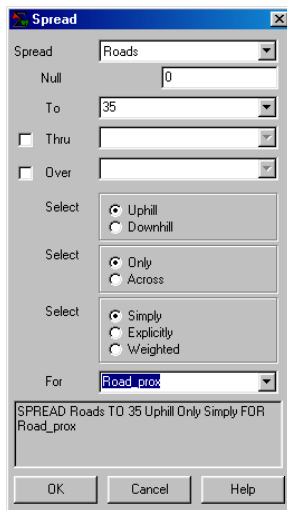 Spread
Spread Roads
Null 0
To 35
Thru
Over
Select Uphill
Downhill
Select Only
Across
Select Simply
Explicitly
Weighted
For Road_prox
SPREAD Roads TO 35 Uphill Only Simply FOR
Road_prox
OK Cancel Help